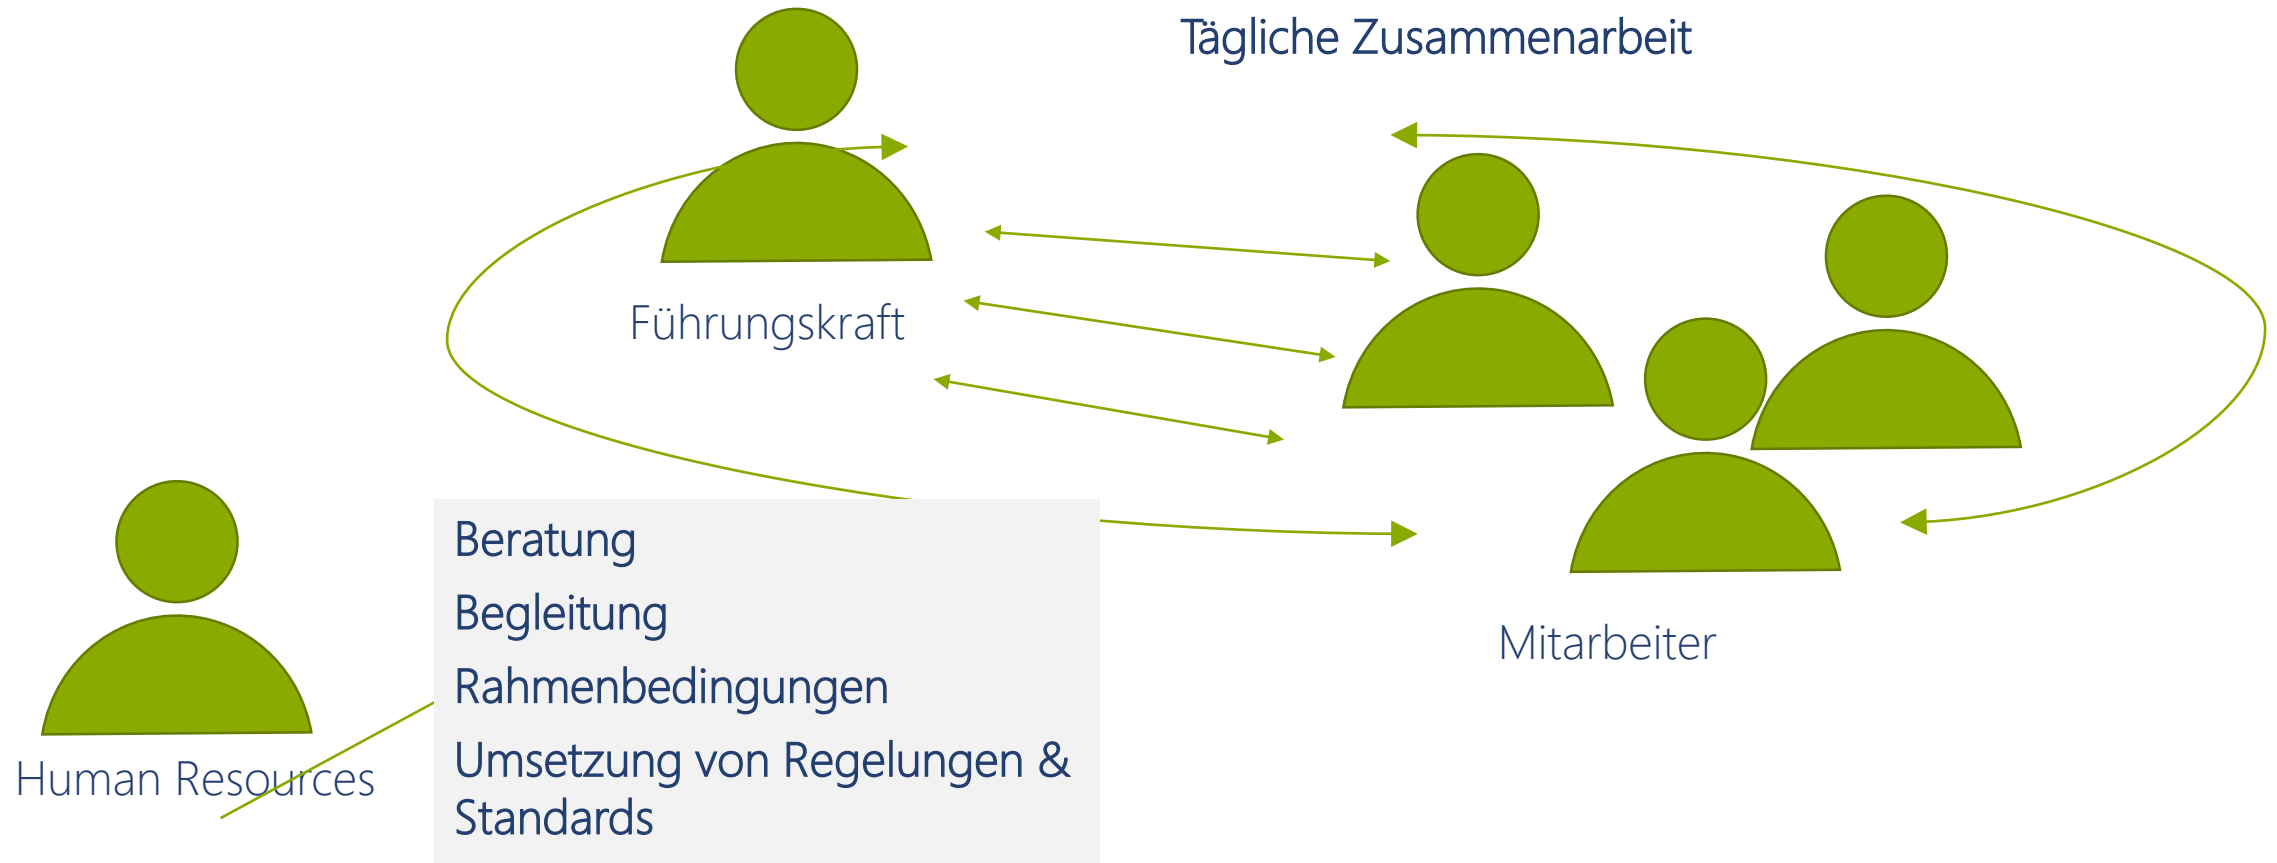 Tägliche Zusammenarbeit
Führungskraft
Beratung
Begleitung
Rahmenbedingungen
Umsetzung von Regelungen &
Standards
Mitarbeiter
Human Resources